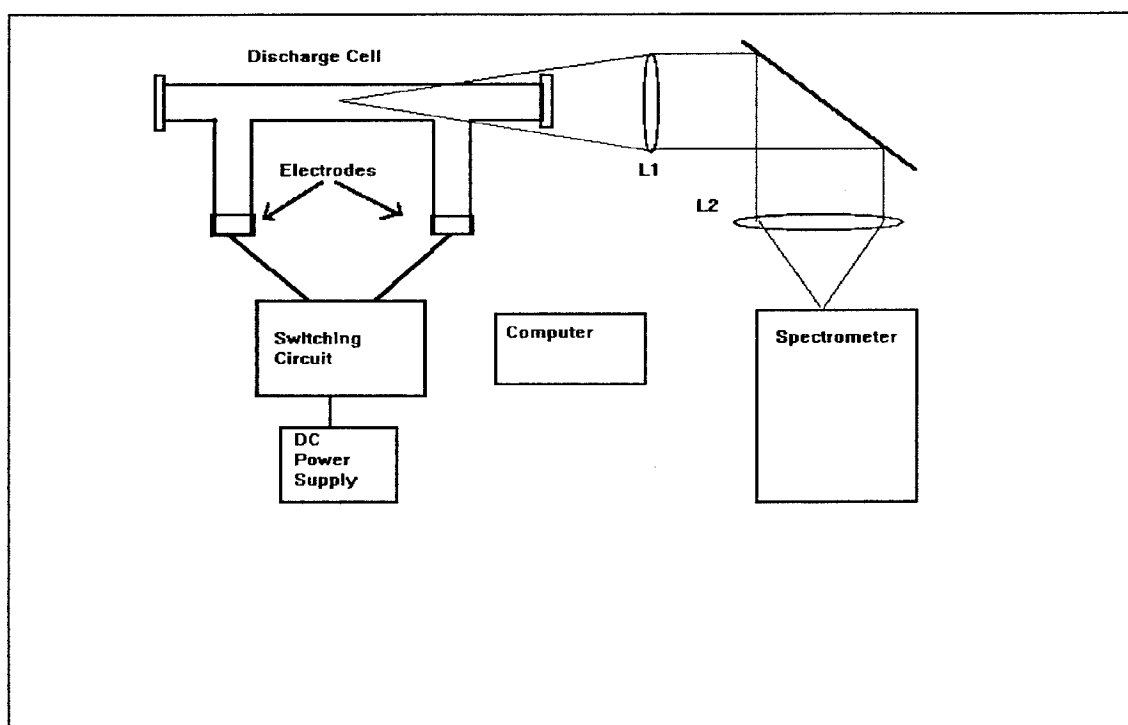 Discharge Cell
Electrodes
L1
L2
Switching
Circuit
Computer
Spectrometer
DC
Power
Supply